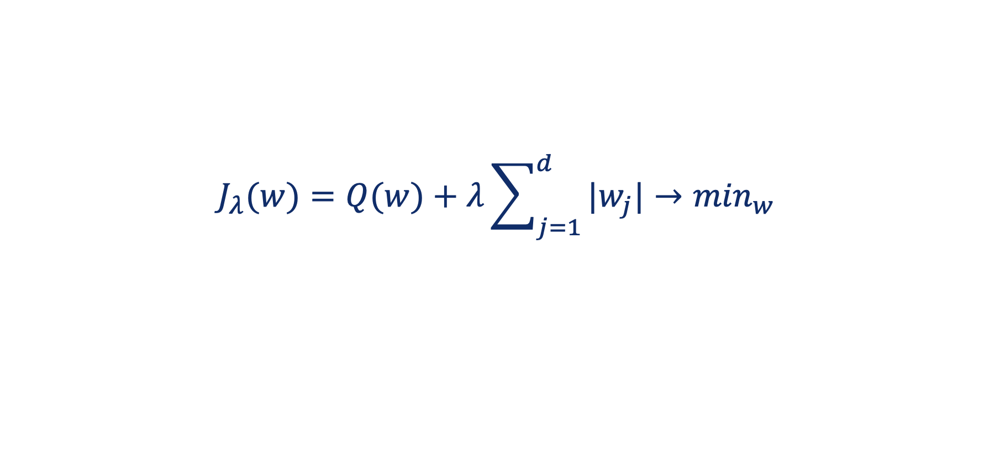 J_λ(w) = Q(w) + λ∑_{j=1}^{d} |w_j| → min_w